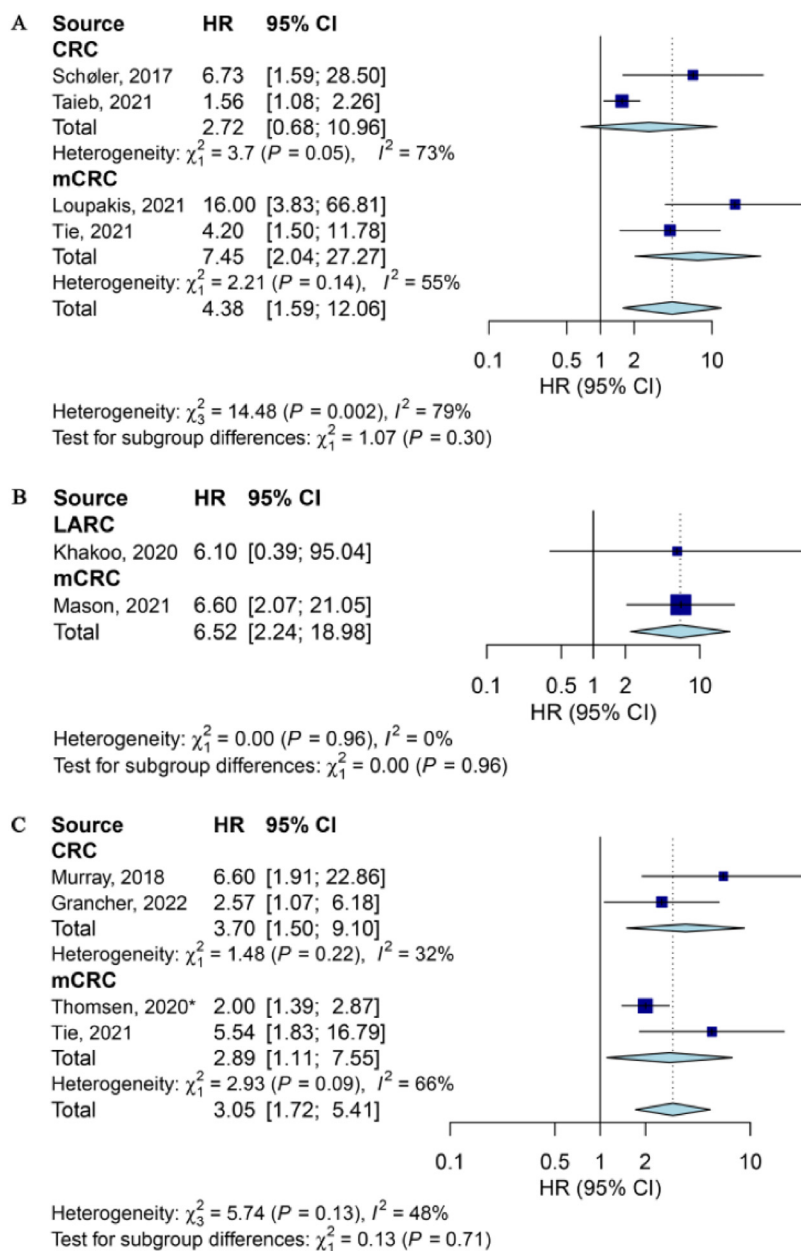 A Source HR 95% CI
CRC
Schøler, 2017 6.73 [1.59; 28.50]
Taieb, 2021 1.56 [1.08; 2.26]
Total 2.72 [0.68; 10.96]
Heterogeneity: χ²₁ = 3.7 (P = 0.05), I² = 73%
mCRC
Loupakis, 2021 16.00 [3.83; 66.81]
Tie, 2021 4.20 [1.50; 11.78]
Total 7.45 [2.04; 27.27]
Heterogeneity: χ²₁ = 2.21 (P = 0.14), I² = 55%
Total 4.38 [1.59; 12.06]
0.1 0.5 1 2 10
HR (95% CI)
Heterogeneity: χ²₃ = 14.48 (P = 0.002), I² = 79%
Test for subgroup differences: χ²₁ = 1.07 (P = 0.30)
B Source HR 95% CI
LARC
Khakoo, 2020 6.10 [0.39; 95.04]
mCRC
Mason, 2021 6.60 [2.07; 21.05]
Total 6.52 [2.24; 18.98]
0.1 0.5 1 2 10
HR (95% CI)
Heterogeneity: χ²₁ = 0.00 (P = 0.96), I² = 0%
Test for subgroup differences: χ²₁ = 0.00 (P = 0.96)
C Source HR 95% CI
CRC
Murray, 2018 6.60 [1.91; 22.86]
Grancher, 2022 2.57 [1.07; 6.18]
Total 3.70 [1.50; 9.10]
Heterogeneity: χ²₁ = 1.48 (P = 0.22), I² = 32%
mCRC
Thomsen, 2020* 2.00 [1.39; 2.87]
Tie, 2021 5.54 [1.83; 16.79]
Total 2.89 [1.11; 7.55]
Heterogeneity: χ²₁ = 2.93 (P = 0.09), I² = 66%
Total 3.05 [1.72; 5.41]
0.1 0.5 1 2 10
HR (95% CI)
Heterogeneity: χ²₃ = 5.74 (P = 0.13), I² = 48%
Test for subgroup differences: χ²₁ = 0.13 (P = 0.71)